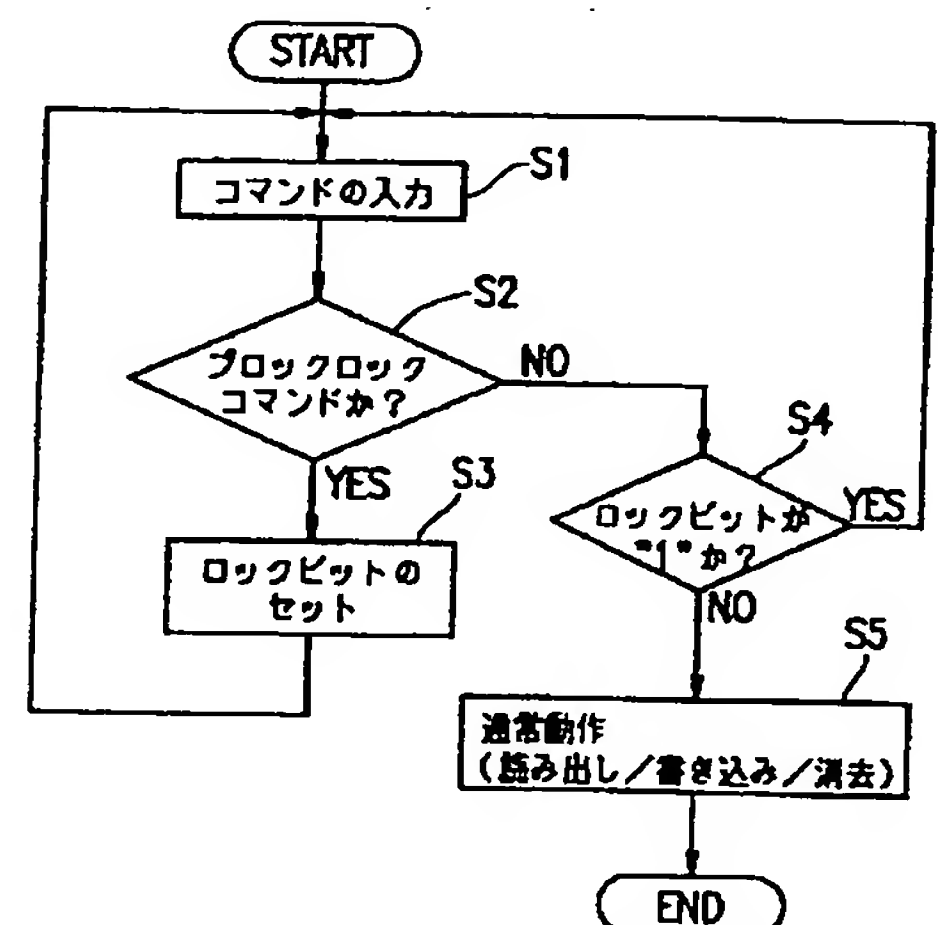 START
コマンドの入力
S1
S2
ブロックロック
コマンドか?
NO
YES
S3
ロックビットの
セット
S4
ロックビットが
"1"か?
YES
NO
S5
通常動作
(読み出し/書き込み/消去)
END